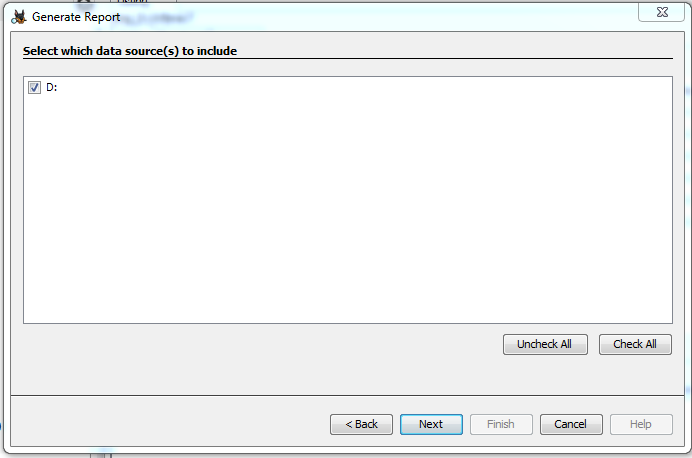 Generate Report
Select which data source(s) to include
D:
Uncheck All
Check All
< Back
Next
Finish
Cancel
Help